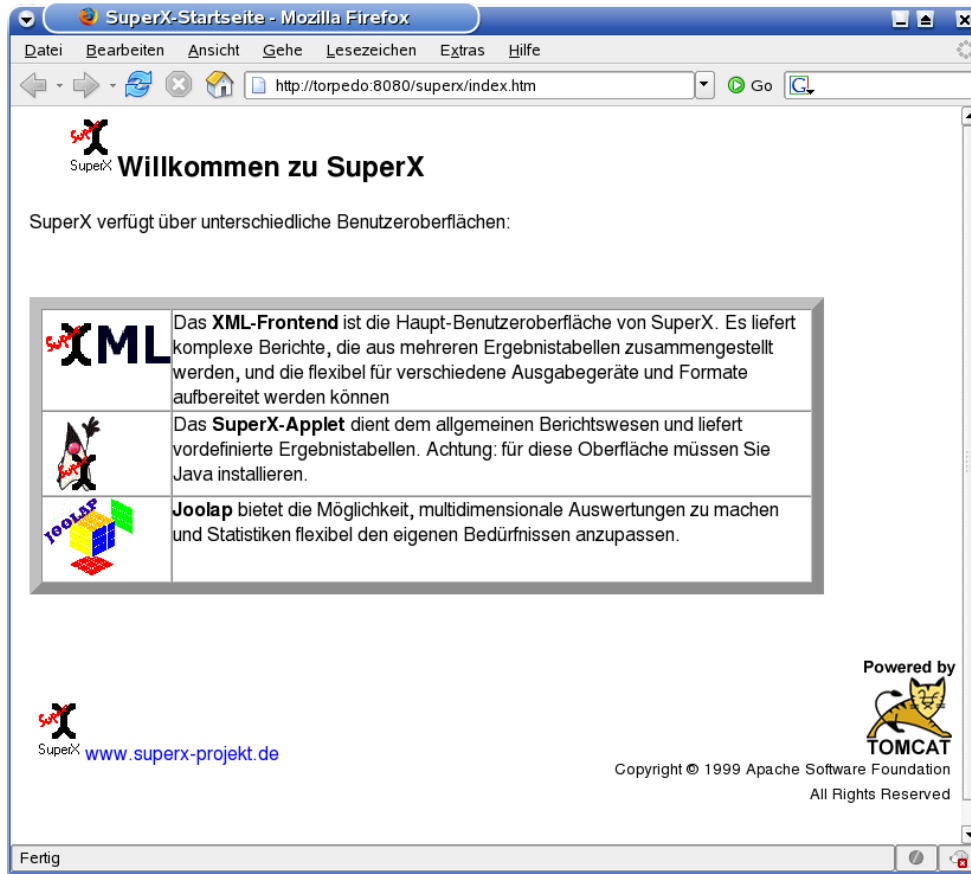 SuperX-Startseite - Mozilla Firefox
Datei Bearbeiten Ansicht Gehe Lesezeichen Extras Hilfe
http://torpedo:8080/superx/index.htm Go G
Super X
SuperX Willkommen zu SuperX
SuperX verfügt über unterschiedliche Benutzeroberflächen:
Super XML
Das XML-Frontend ist die Haupt-Benutzeroberfläche von SuperX. Es liefert
komplexe Berichte, die aus mehreren Ergebnistabellen zusammengestellt
werden, und die flexibel für verschiedene Ausgabegeräte und Formate
aufbereitet werden können
Super X
Das SuperX-Applet dient dem allgemeinen Berichtswesen und liefert
vordefinierte Ergebnistabellen. Achtung: für diese Oberfläche müssen Sie
Java installieren.
JOOLAP
Joolap bietet die Möglichkeit, multidimensionale Auswertungen zu machen
und Statistiken flexibel den eigenen Bedürfnissen anzupassen.
Powered by
TOMCAT
Super X
SuperX www.superx-projekt.de
Copyright © 1999 Apache Software Foundation
All Rights Reserved
Fertig